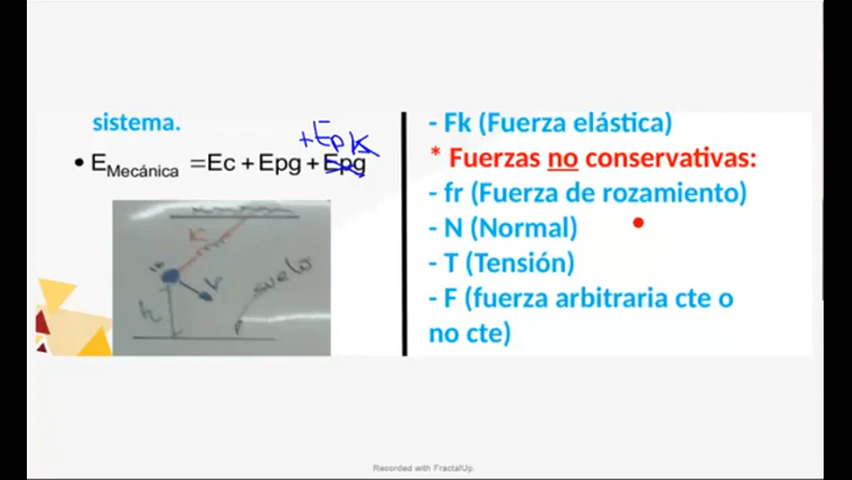 sistema.
+Epk
• E Mecánica =Ec + Epg + Epg
K
m
v
h
suelo
- Fk (Fuerza elástica)
* Fuerzas no conservativas:
- fr (Fuerza de rozamiento)
- N (Normal)
- T (Tensión)
- F (fuerza arbitraria cte o
no cte)
Recorded with FractalUp.